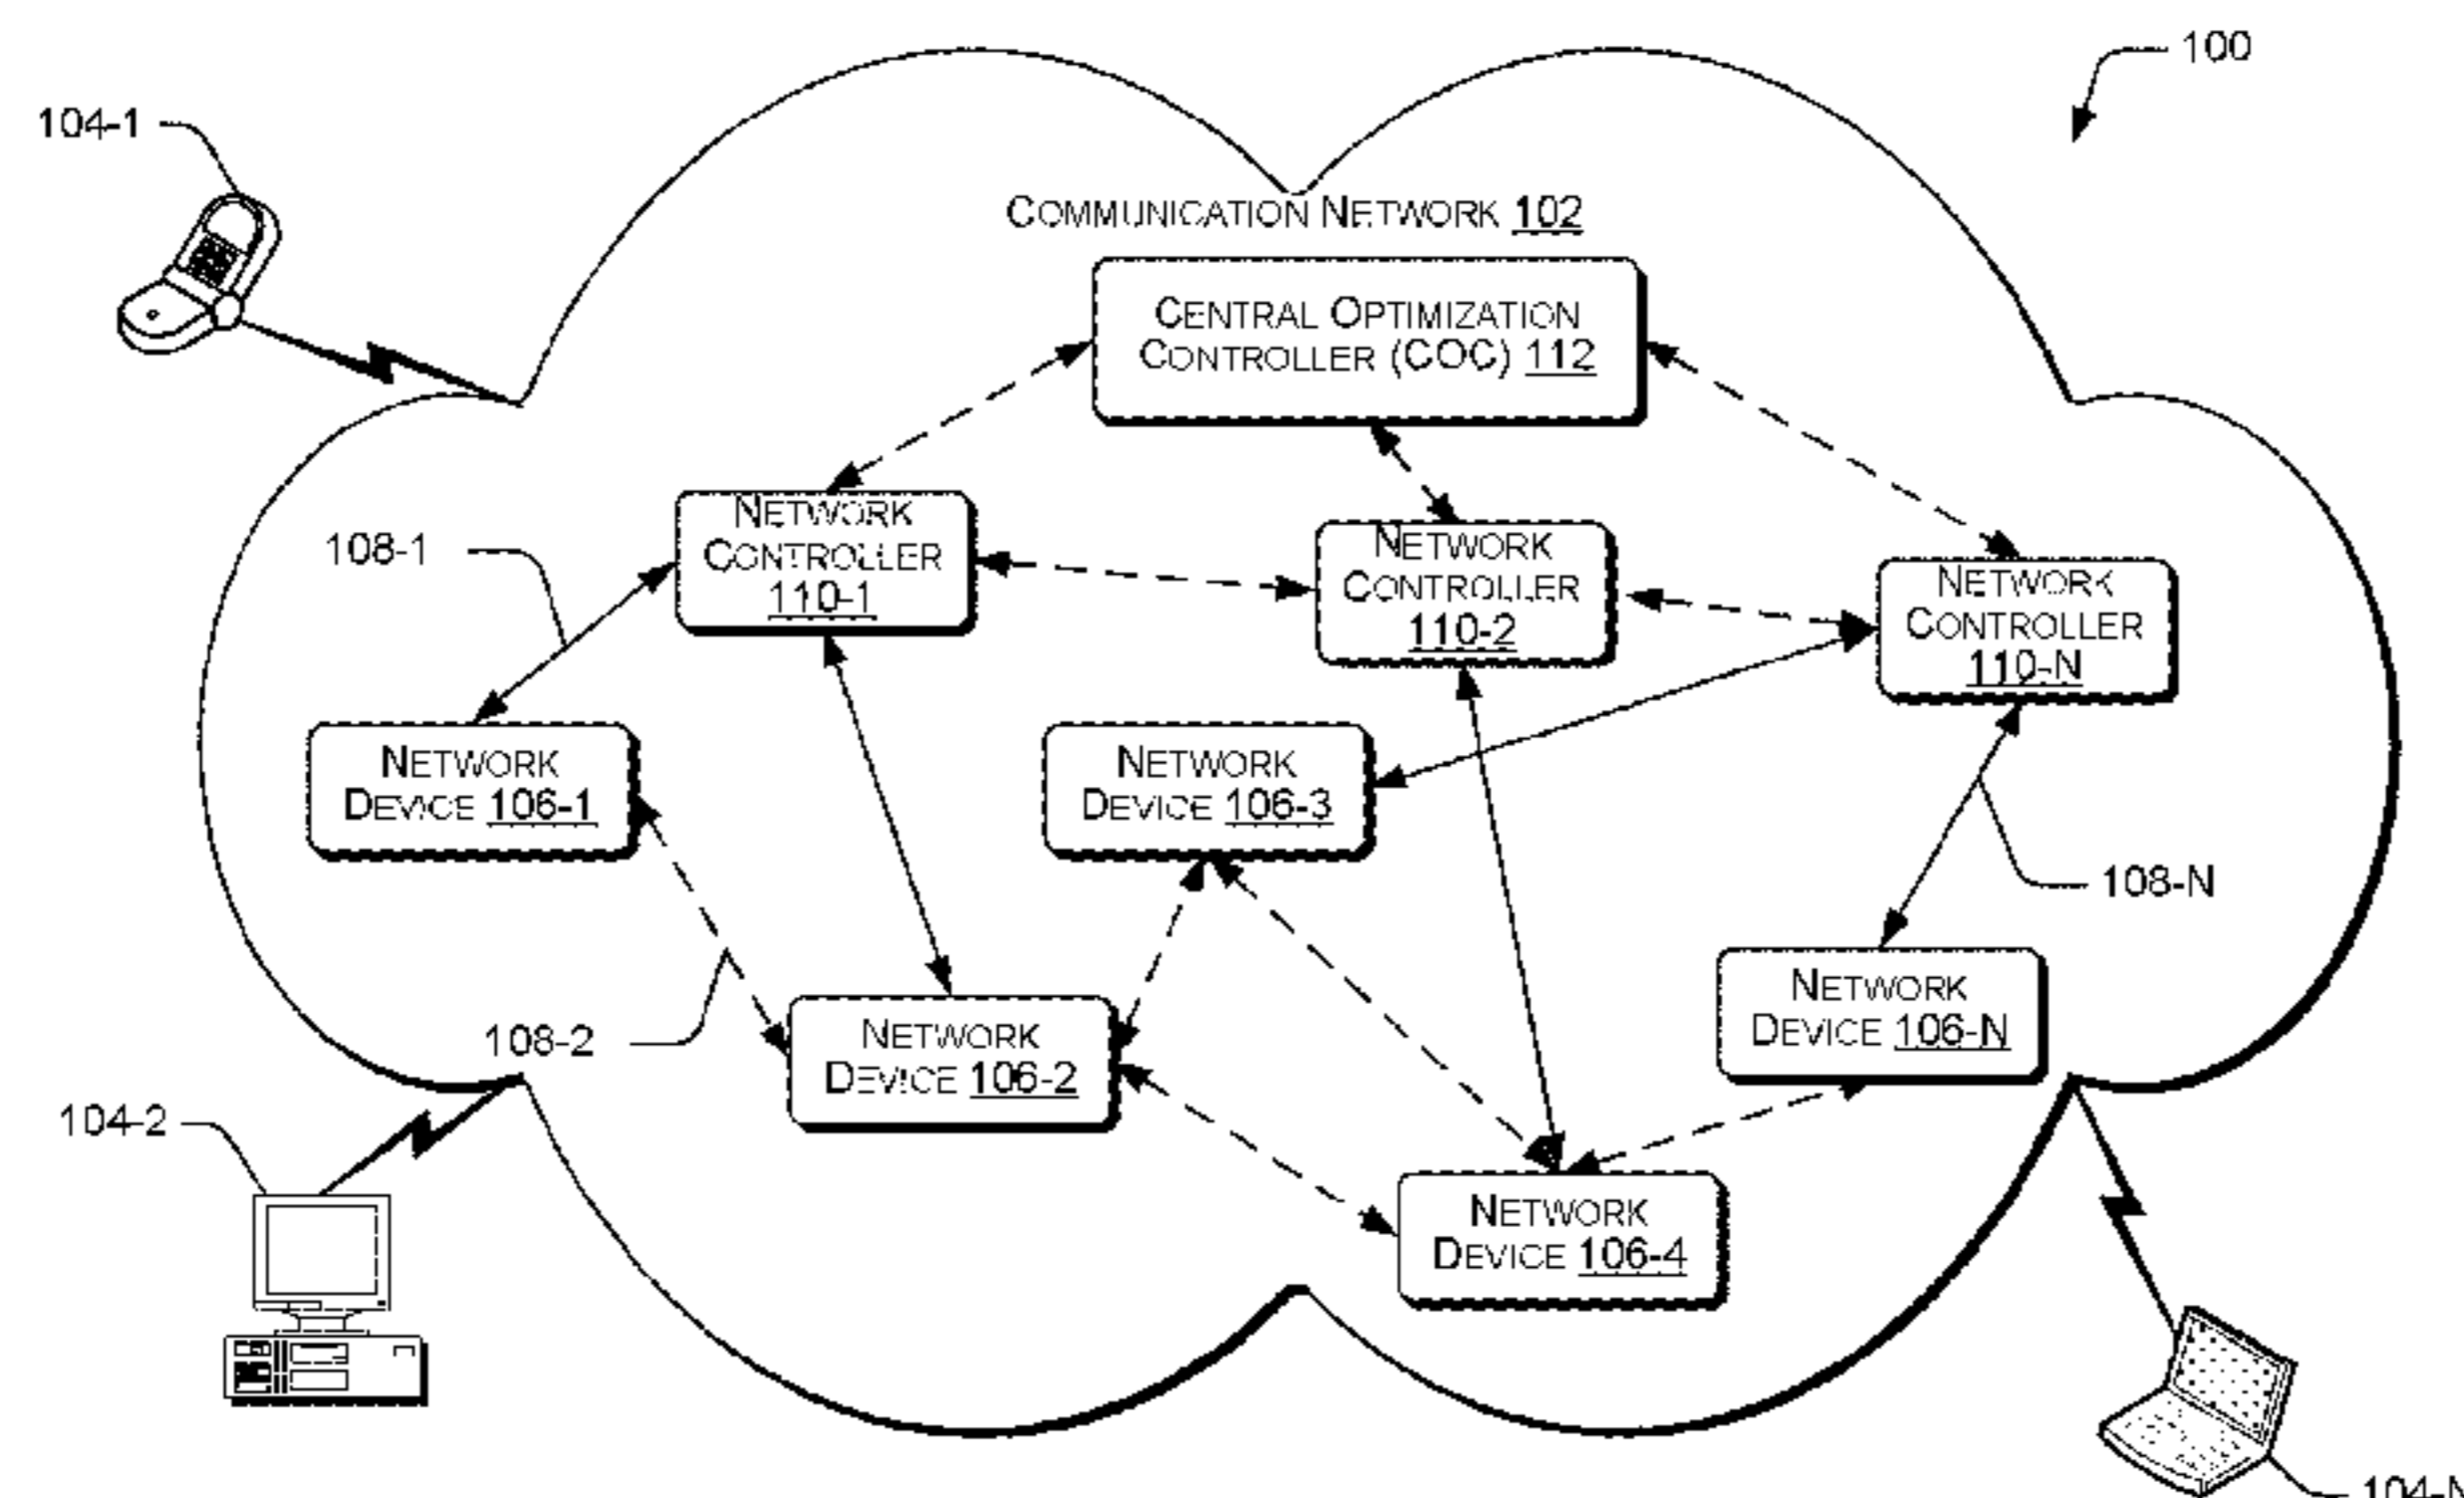 100
104-1
COMMUNICATION NETWORK 102
CENTRAL OPTIMIZATION
CONTROLLER (COC) 112
108-1
NETWORK
CONTROLLER
110-1
NETWORK
CONTROLLER
110-2
NETWORK
CONTROLLER
110-N
NETWORK
DEVICE 106-1
NETWORK
DEVICE 106-3
108-N
NETWORK
DEVICE 106-N
108-2
NETWORK
DEVICE 106-2
104-2
NETWORK
DEVICE 106-4
104-N